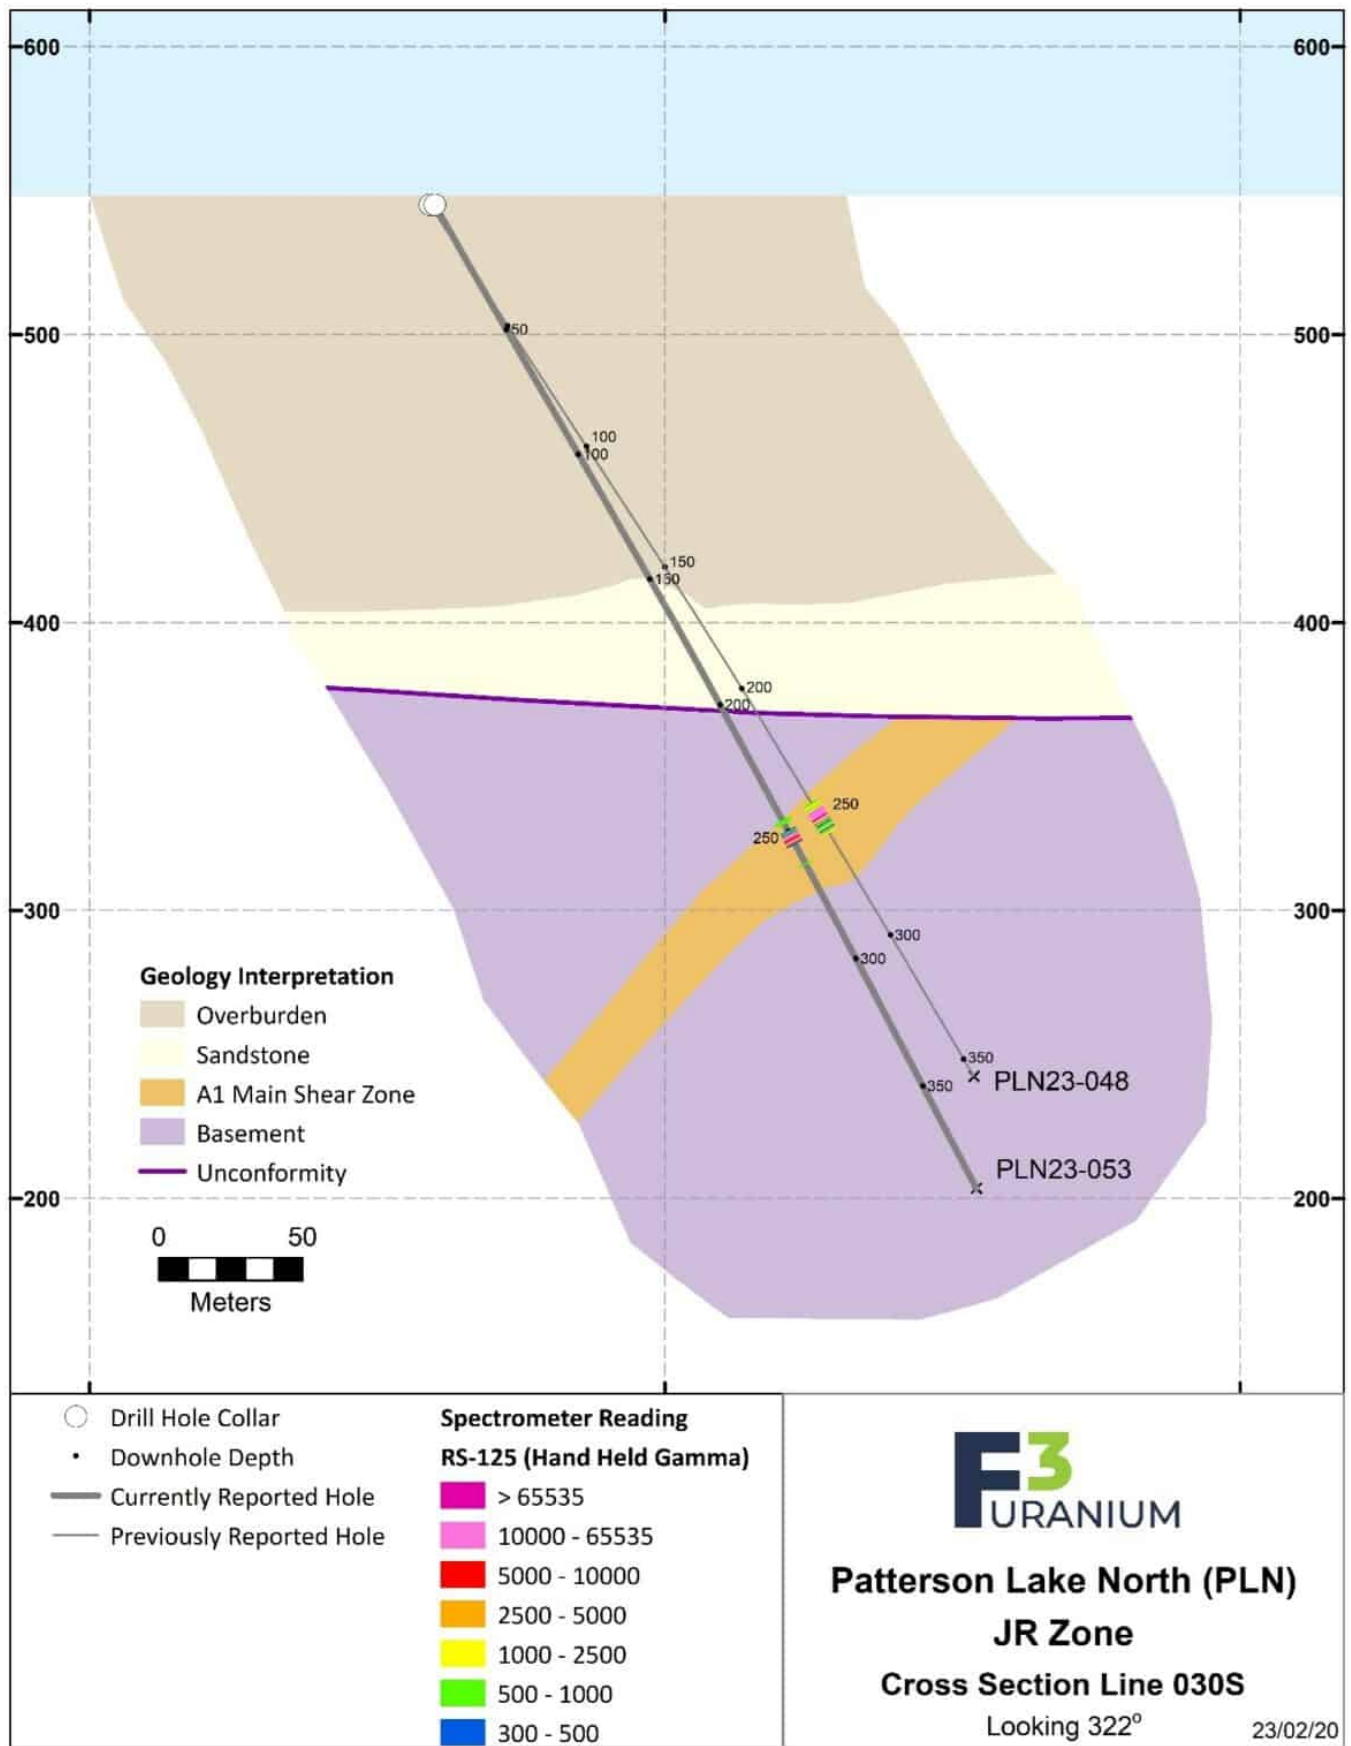 600
600
500
500
50
100
100
150
150
400
400
200
200
250
250
300
300
300
300
350
350
PLN23-048
PLN23-053
200
200
Geology Interpretation
Overburden
Sandstone
A1 Main Shear Zone
Basement
Unconformity
0 50
Meters
Drill Hole Collar
Downhole Depth
Currently Reported Hole
Previously Reported Hole
Spectrometer Reading
RS-125 (Hand Held Gamma)
> 65535
10000 - 65535
5000 - 10000
2500 - 5000
1000 - 2500
500 - 1000
300 - 500
F3
URANIUM
Patterson Lake North (PLN)
JR Zone
Cross Section Line 030S
Looking 322°
23/02/20